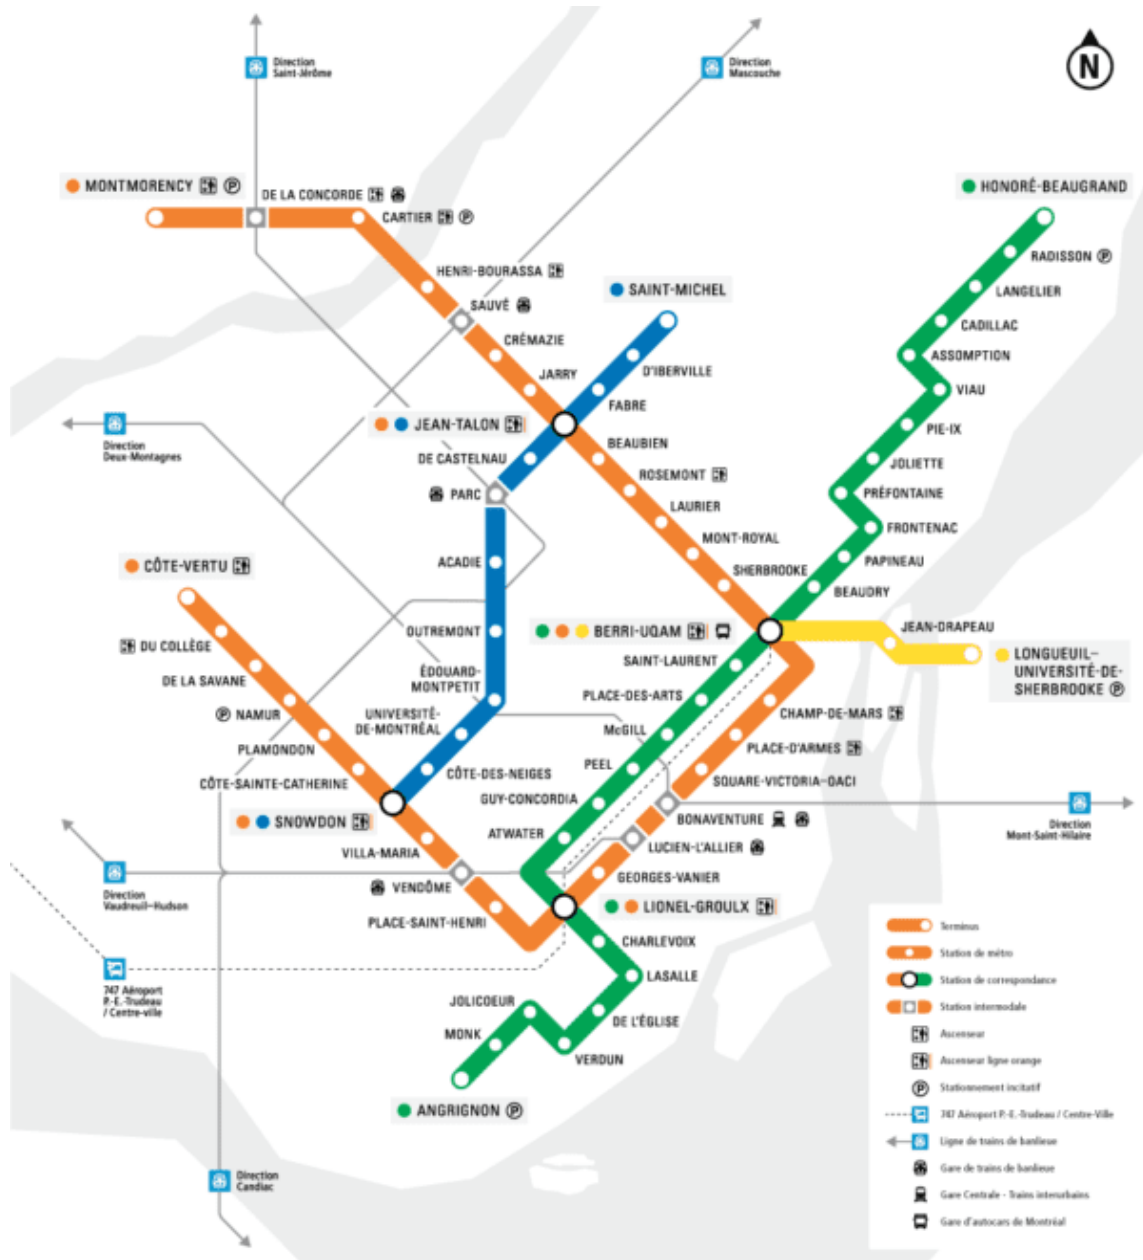 Direction
Saint-Jérôme
Direction
Mascouche
N
MONTMORENCY P
DE LA CONCORDE
CARTIER P
HONORÉ-BEAUGRAND
RADISSON P
HENRI-BOURASSA
LANGELIER
SAINT-MICHEL
SAUVÉ
CADILLAC
CRÉMAZIE
ASSOMPTION
JARRY
D'IBERVILLE
VIAU
FABRE
JEAN-TALON
PIE-IX
Direction
Deux-Montagnes
BEAUBIEN
DE CASTELNAU
JOLIETTE
ROSEMONT
PARC
PRÉFONTAINE
LAURIER
FRONTENAC
MONT-ROYAL
CÔTE-VERTU
ACADIE
PAPINEAU
SHERBROOKE
BEAUDRY
DU COLLÈGE
OUTREMONT
BERRI-UQAM
JEAN-DRAPEAU
LONGUEUIL–
UNIVERSITÉ-DE-
SHERBROOKE P
DE LA SAVANE
ÉDOUARD-
MONTPETIT
SAINT-LAURENT
PLACE-DES-ARTS
P NAMUR
UNIVERSITÉ-
DE-MONTRÉAL
CHAMP-DE-MARS
McGILL
PLAMONDON
PLACE-D'ARMES
PEEL
CÔTE-SAINTE-CATHERINE
CÔTE-DES-NEIGES
SQUARE-VICTORIA–OACI
GUY-CONCORDIA
SNOWDON
BONAVENTURE
Direction
Mont-Saint-Hilaire
ATWATER
VILLA-MARIA
LUCIEN-L'ALLIER
VENDÔME
GEORGES-VANIER
Direction
Vaudreuil–Hudson
PLACE-SAINT-HENRI
LIONEL-GROULX
CHARLEVOIX
LASALLE
747 Aéroport
P.-E.-Trudeau
/ Centre-ville
JOLICOEUR
DE L'ÉGLISE
MONK
VERDUN
ANGRIGNON P
Direction
Candiac
Terminus
Station de métro
Station de correspondance
Station intermodale
Ascenseur
Ascenseur ligne orange
P Stationnement incitatif
747 Aéroport P.-E.-Trudeau / Centre-Ville
Ligne de trains de banlieue
Gare de trains de banlieue
Gare Centrale - Trains interurbains
Gare d'autocars de Montréal